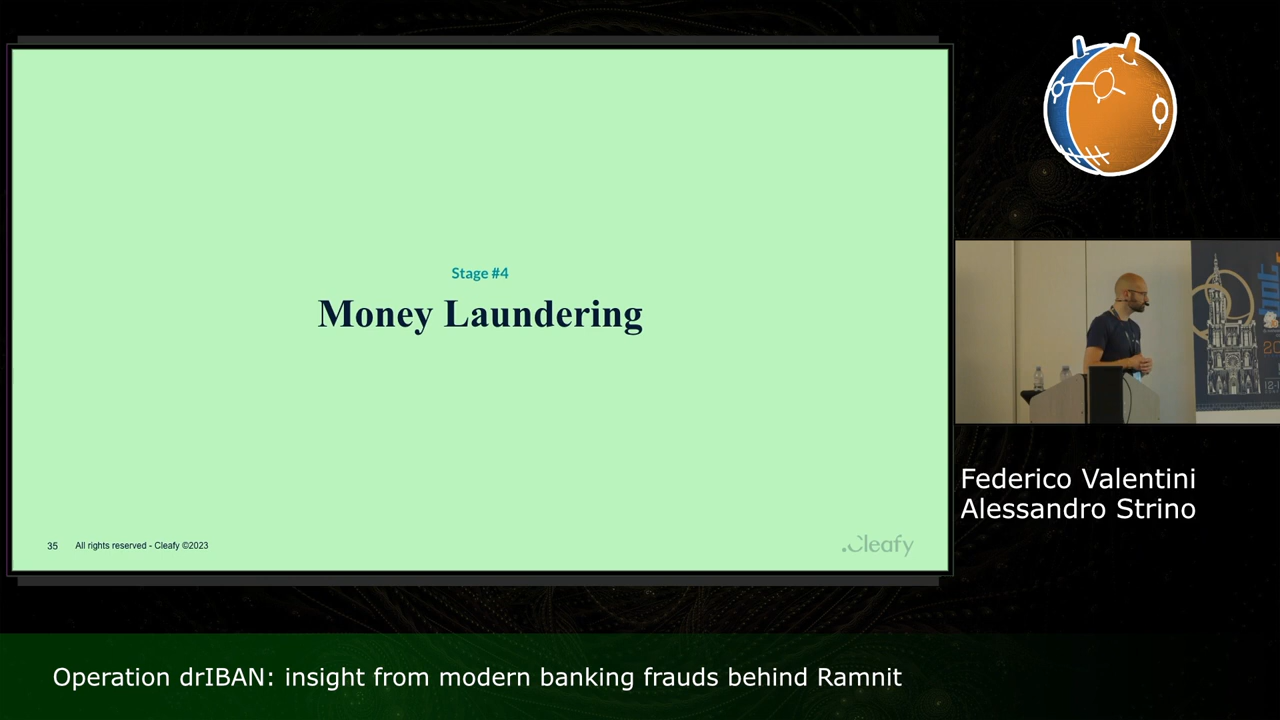 Stage #4
Money Laundering
35 All rights reserved - Cleafy ©2023
.Cleafy
Federico Valentini
Alessandro Strino
Operation drIBAN: insight from modern banking frauds behind Ramnit